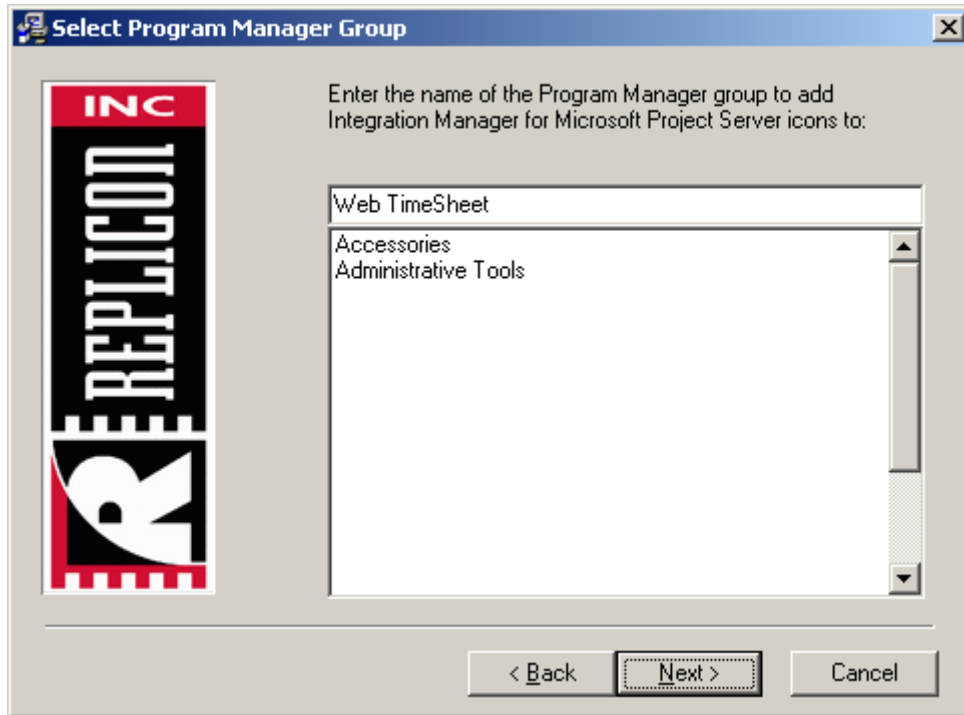 Select Program Manager Group
INC
REPLICON
R
Enter the name of the Program Manager group to add
Integration Manager for Microsoft Project Server icons to:
Web TimeSheet
Accessories
Administrative Tools
< Back
Next >
Cancel